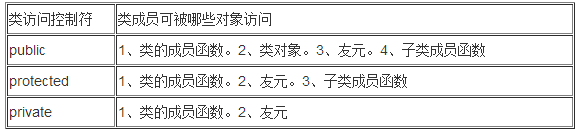 类访问控制符 类成员可被哪些对象访问
public 1、类的成员函数。2、类对象。3、友元。4、子类成员函数
protected 1、类的成员函数。2、友元。3、子类成员函数
private 1、类的成员函数。2、友元